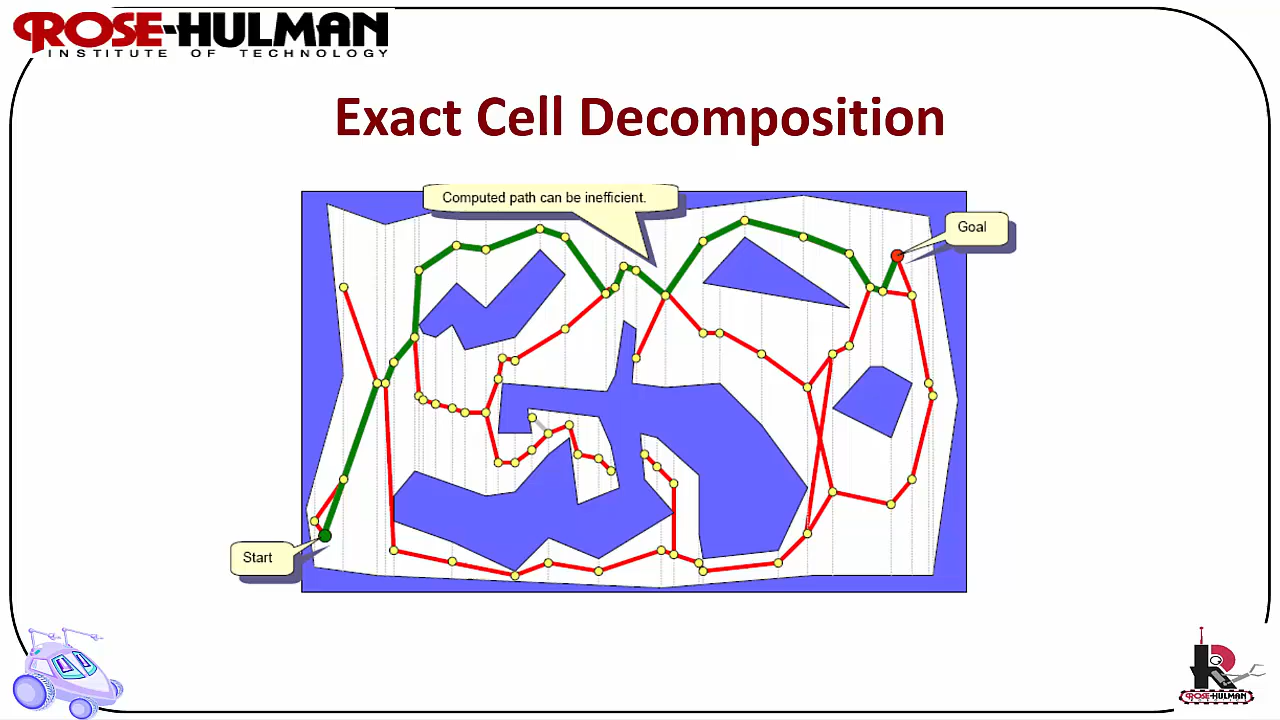 ROSE-HULMAN
INSTITUTE OF TECHNOLOGY
Exact Cell Decomposition
Computed path can be inefficient.
Goal
Start
ROSE-HULMAN